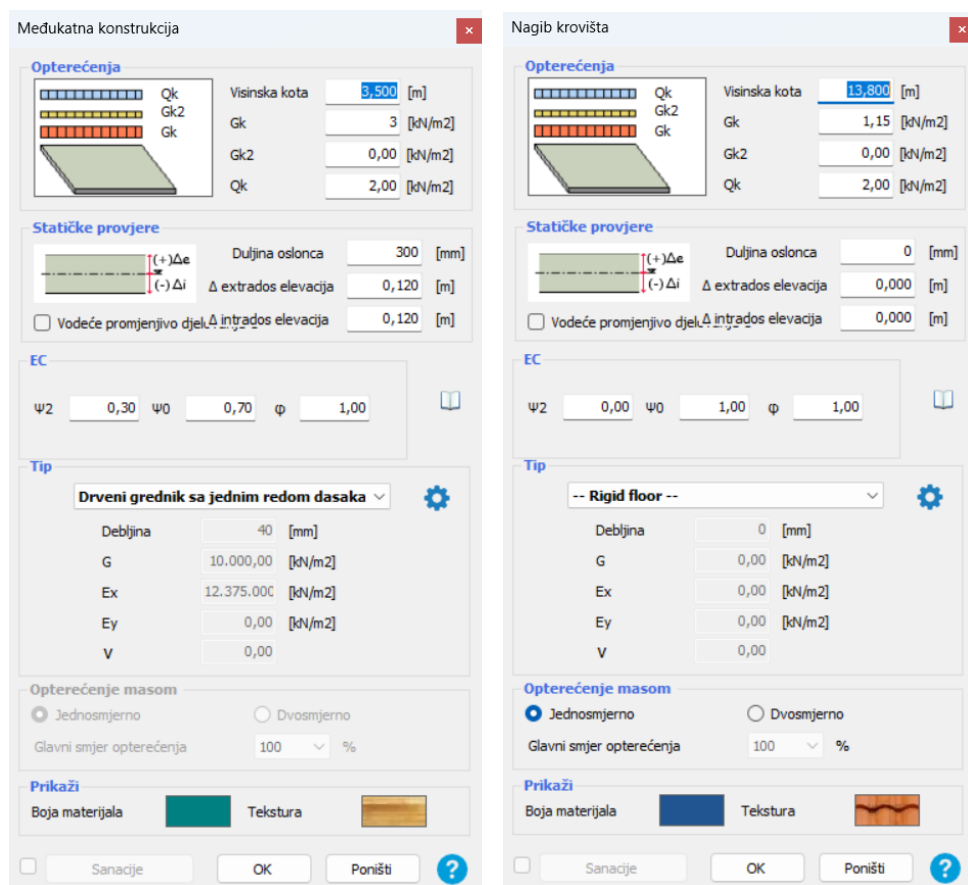 Međukatna konstrukcija
Opterećenja
Qk
Gk2
Gk
Visinska kota 3,500 [m]
Gk 3 [kN/m2]
Gk2 0,00 [kN/m2]
Qk 2,00 [kN/m2]
Statičke provjere
(+)Δe
(-)Δi
Duljina oslonca 300 [mm]
Δ extrados elevacija 0,120 [m]
Vodeće promjenjivo djel
Δ intrados elevacija 0,120 [m]
EC
Ψ2 0,30 Ψ0 0,70 φ 1,00
Tip
Drveni grednik sa jednim redom dasaka
Debljina 40 [mm]
G 10.000,00 [kN/m2]
Ex 12.375.000 [kN/m2]
Ey 0,00 [kN/m2]
V 0,00
Opterećenje masom
Jednosmjerno Dvosmjerno
Glavni smjer opterećenja 100 %
Prikaži
Boja materijala Tekstura
Sanacije OK Poništi ?
Nagib krovišta
Opterećenja
Qk
Gk2
Gk
Visinska kota 13,800 [m]
Gk 1,15 [kN/m2]
Gk2 0,00 [kN/m2]
Qk 2,00 [kN/m2]
Statičke provjere
(+)Δe
(-)Δi
Duljina oslonca 0 [mm]
Δ extrados elevacija 0,000 [m]
Vodeće promjenjivo djel
Δ intrados elevacija 0,000 [m]
EC
Ψ2 0,00 Ψ0 1,00 φ 1,00
Tip
-- Rigid floor --
Debljina 0 [mm]
G 0,00 [kN/m2]
Ex 0,00 [kN/m2]
Ey 0,00 [kN/m2]
V 0,00
Opterećenje masom
Jednosmjerno Dvosmjerno
Glavni smjer opterećenja 100 %
Prikaži
Boja materijala Tekstura
Sanacije OK Poništi ?